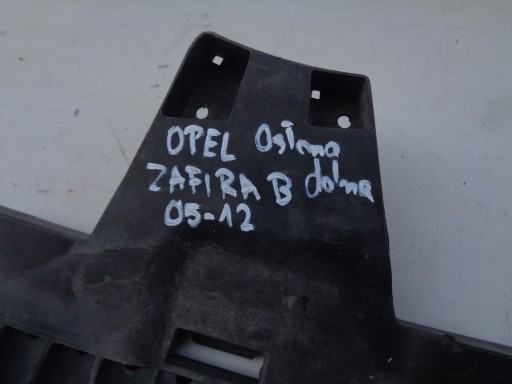 OPEL Osłona
ZAFIRA B dolna
05-12